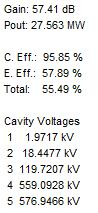 Gain: 57.41 dB
Pout: 27.563 MW
C. Eff.: 95.85 %
E. Eff.: 57.89 %
Total: 55.49 %
Cavity Voltages
1 1.9717 kV
2 18.4477 kV
3 119.7207 kV
4 559.0928 kV
5 576.9466 kV